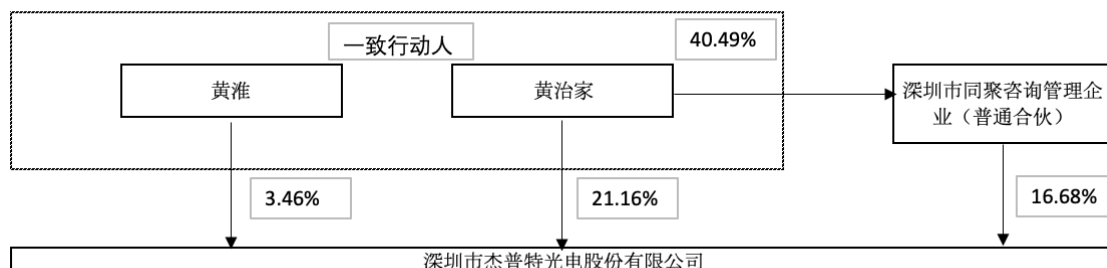 一致行动人
40.49%
黄淮
黄治家
深圳市同聚咨询管理企
业（普通合伙）
3.46%
21.16%
16.68%
深圳市杰普特光电股份有限公司